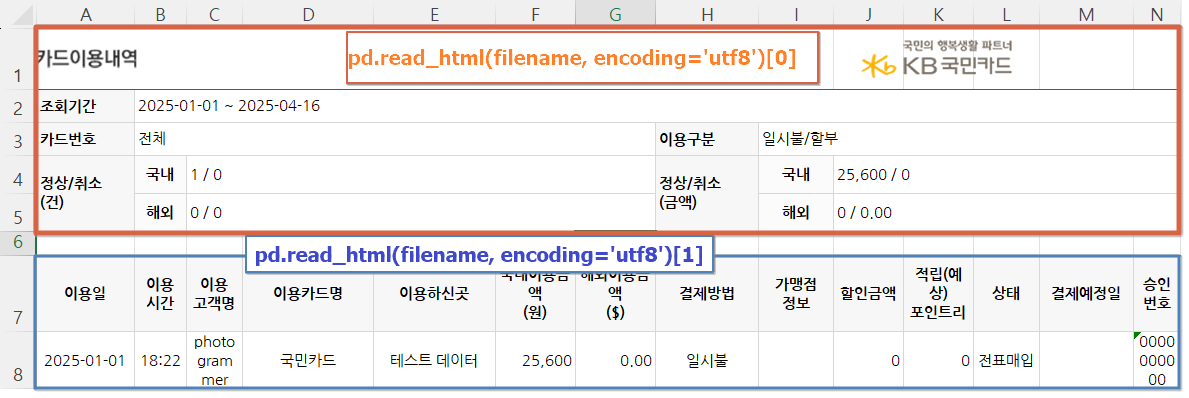 A B C D E F G H I J K L M N
1 카드이용내역 pd.read_html(filename, encoding='utf8')[0] 국민의 행복생활 파트너
KB 국민카드
2 조회기간 2025-01-01 ~ 2025-04-16
3 카드번호 전체 이용구분 일시불/할부
4 정상/취소 국내 1 / 0 정상/취소 국내 25,600 / 0
(건) (금액)
5 해외 0 / 0 해외 0 / 0.00
6 pd.read_html(filename, encoding='utf8')[1]
7 이용일 이용 이용 이용카드명 이용하신곳 국내이용금 해외이용금 결제방법 가맹점 할인금액 적립(예 상태 결제예정일 승인
시간 고객명 액 액 정보 상) 번호
(원) ($) 포인트리
8 2025-01-01 18:22 photo 국민카드 테스트 데이터 25,600 0.00 일시불 0 0 전표매입 0000
gram 0000
mer 00